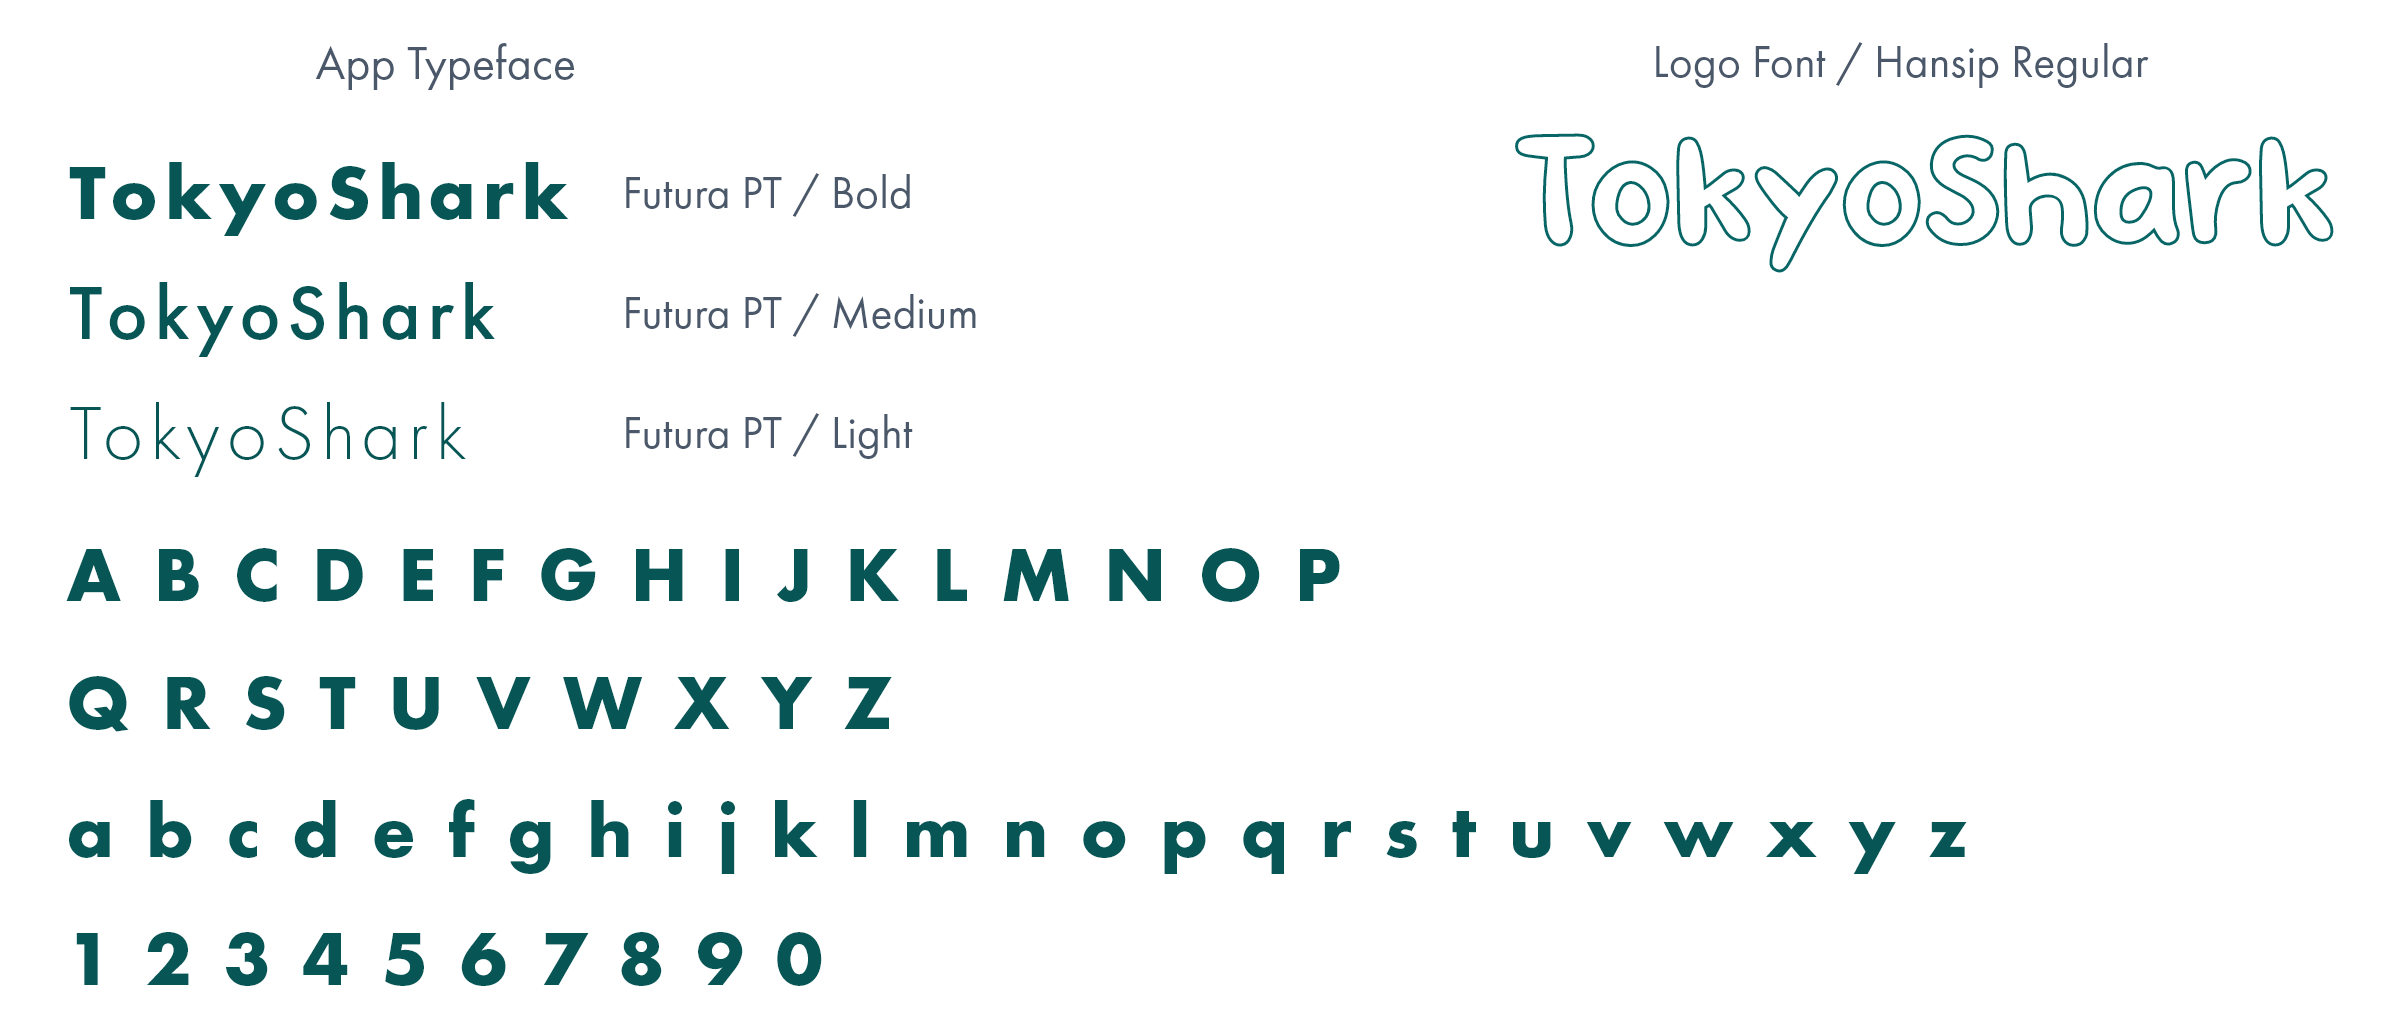 App Typeface
Logo Font / Hansip Regular
TokyoShark
TokyoShark Futura PT / Bold
TokyoShark Futura PT / Medium
TokyoShark Futura PT / Light
A B C D E F G H I J K L M N O P
Q R S T U V W X Y Z
a b c d e f g h i j k l m n o p q r s t u v w x y z
1 2 3 4 5 6 7 8 9 0